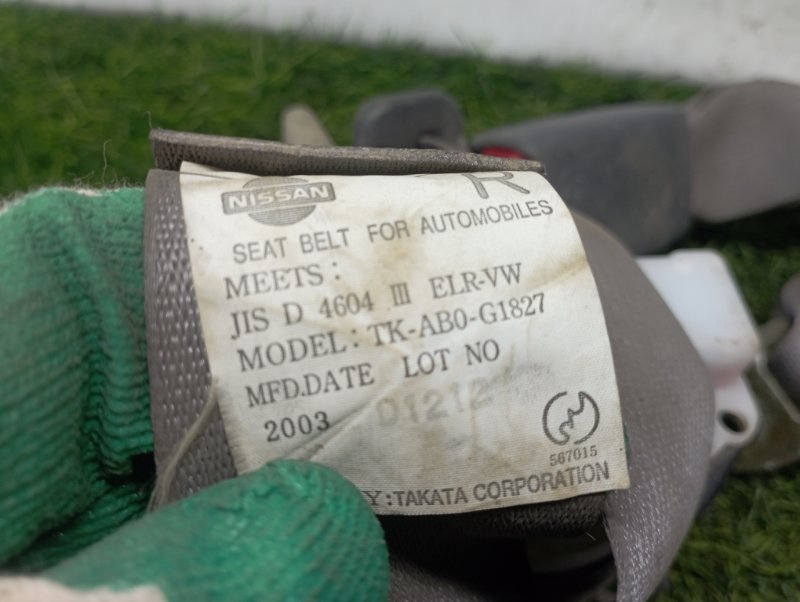 NISSAN R
SEAT BELT FOR AUTOMOBILES
MEETS:
JIS D 4604 III ELR-VW
MODEL: TK-AB0-G1827
MFD.DATE LOT NO
2003 D1212
567015
Y: TAKATA CORPORATION